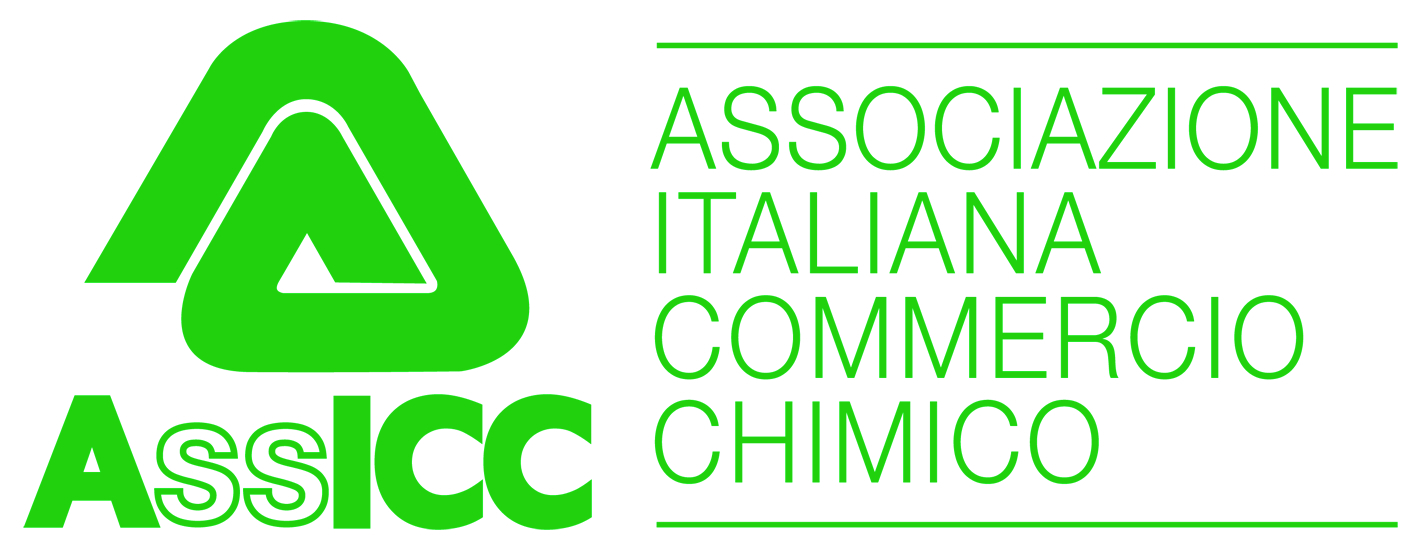 AssICC
ASSOCIAZIONE
ITALIANA
COMMERCIO
CHIMICO